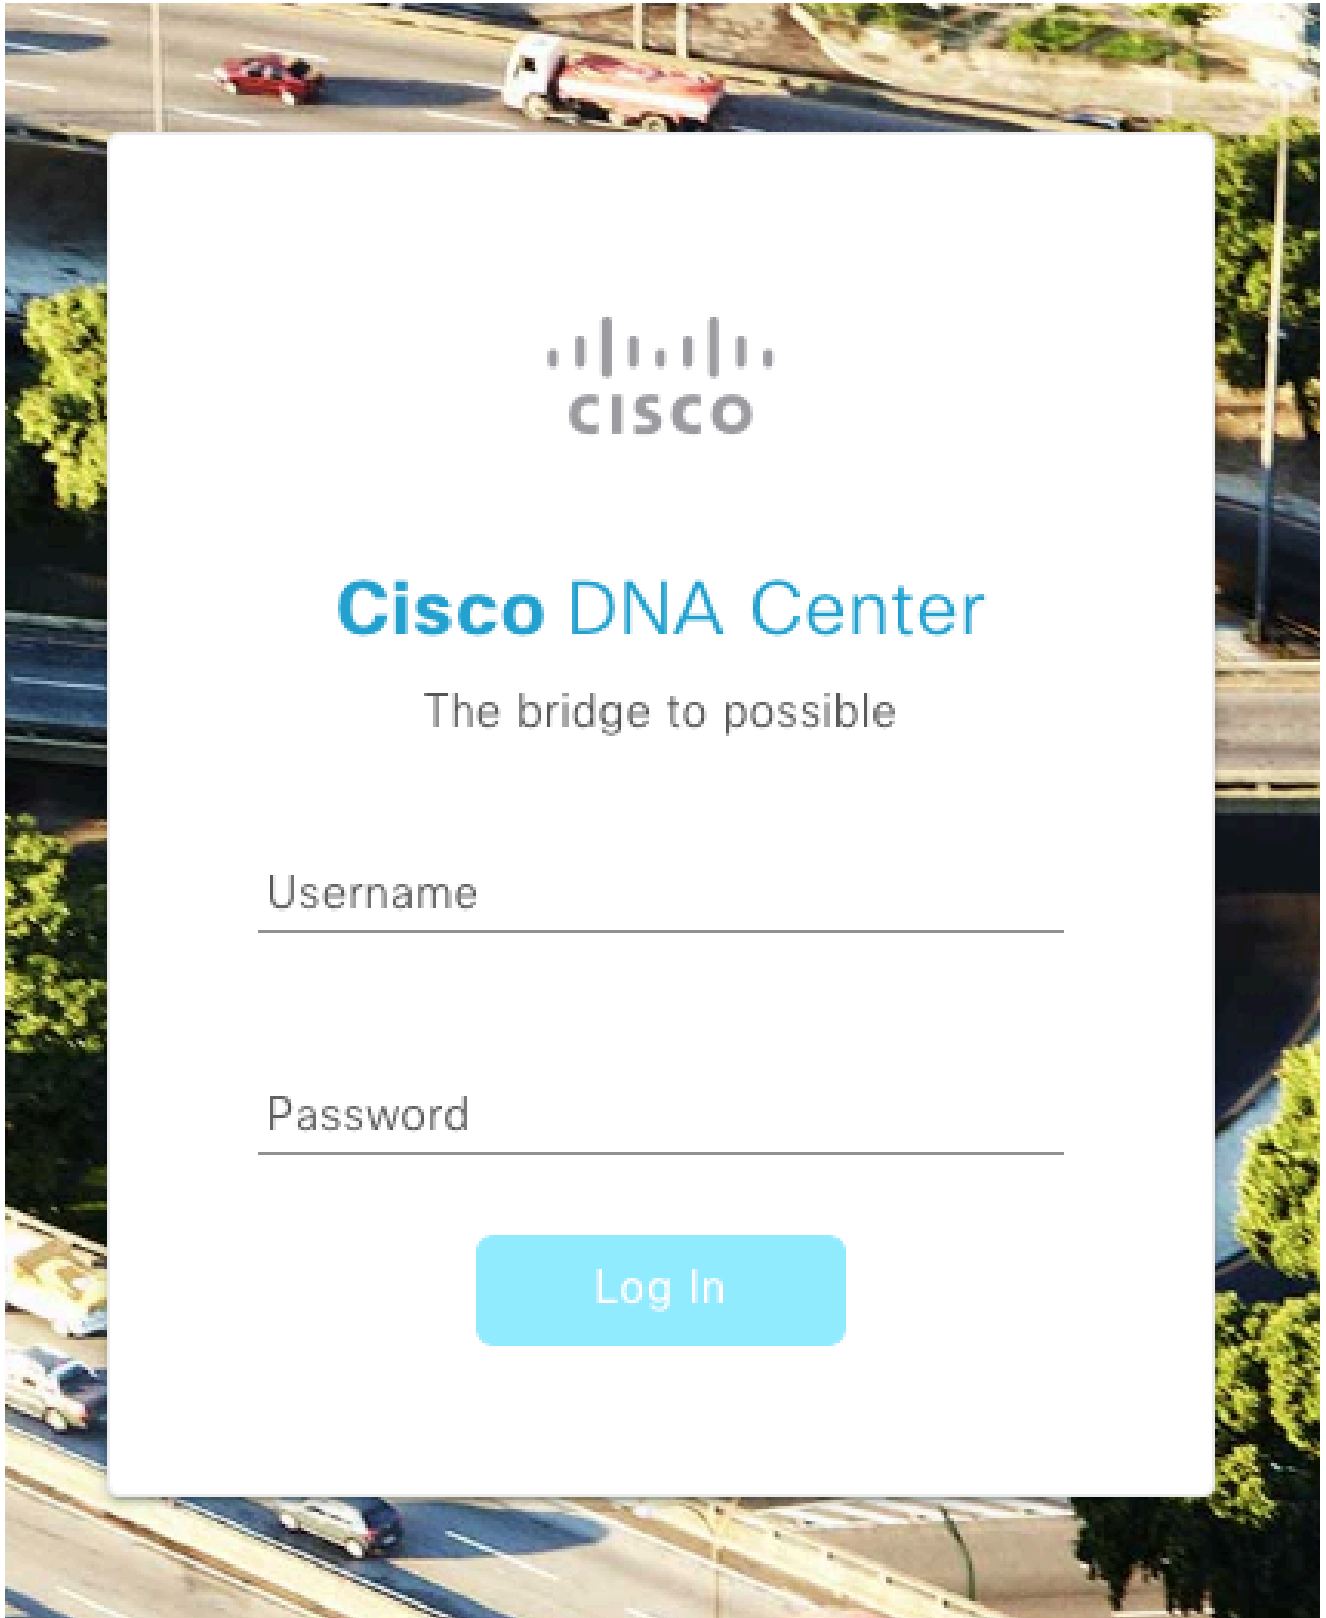 CISCO
Cisco DNA Center
The bridge to possible
Username
Password
Log In